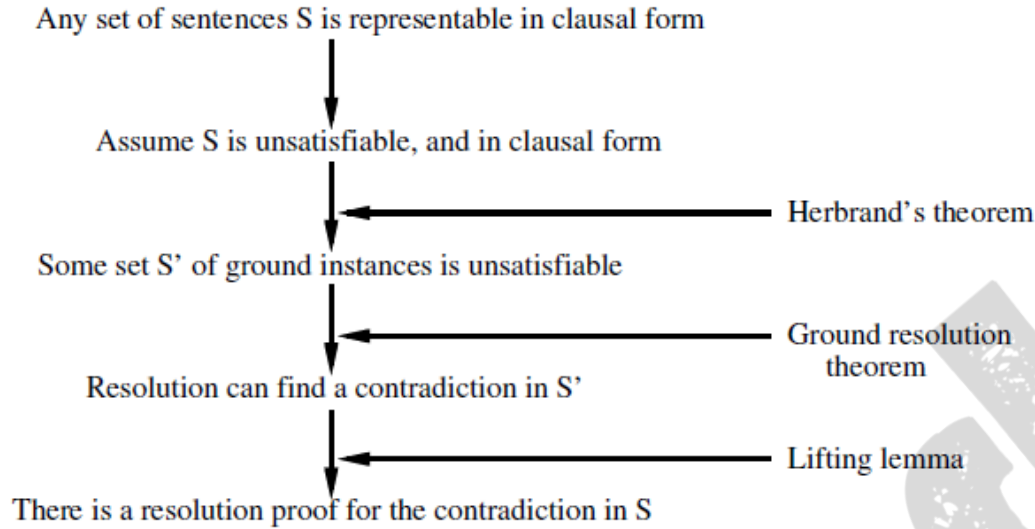 Any set of sentences S is representable in clausal form
Assume S is unsatisfiable, and in clausal form
Herbrand's theorem
Some set S' of ground instances is unsatisfiable
Ground resolution
theorem
Resolution can find a contradiction in S'
Lifting lemma
There is a resolution proof for the contradiction in S